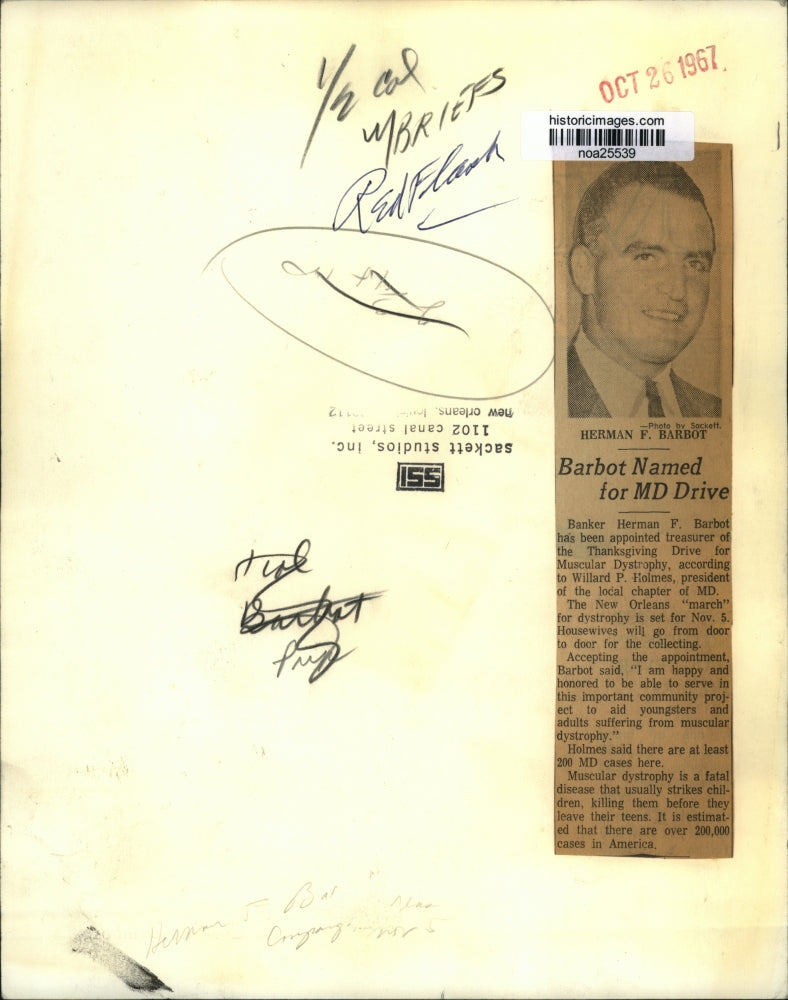 1/2 col
W/BRIEFS
OCT 26 1967
historicimages.com
noa25539
Red Flash
sackett studios, inc.
1102 canal street
new orleans,
SSI
Barbot
—Photo by Sackett.
HERMAN F. BARBOT
Barbot Named
for MD Drive
Banker Herman F. Barbot
has been appointed treasurer of
the Thanksgiving Drive for
Muscular Dystrophy, according
to Willard P. Holmes, president
of the local chapter of MD.
The New Orleans “march”
for dystrophy is set for Nov. 5.
Housewives will go from door
to door for the collecting.
Accepting the appointment,
Barbot said, “I am happy and
honored to be able to serve in
this important community proj-
ect to aid youngsters and
adults suffering from muscular
dystrophy.”
Holmes said there are at least
200 MD cases here.
Muscular dystrophy is a fatal
disease that usually strikes chil-
dren, killing them before they
leave their teens. It is estimat-
ed that there are over 200,000
cases in America.
Herman F. Bar